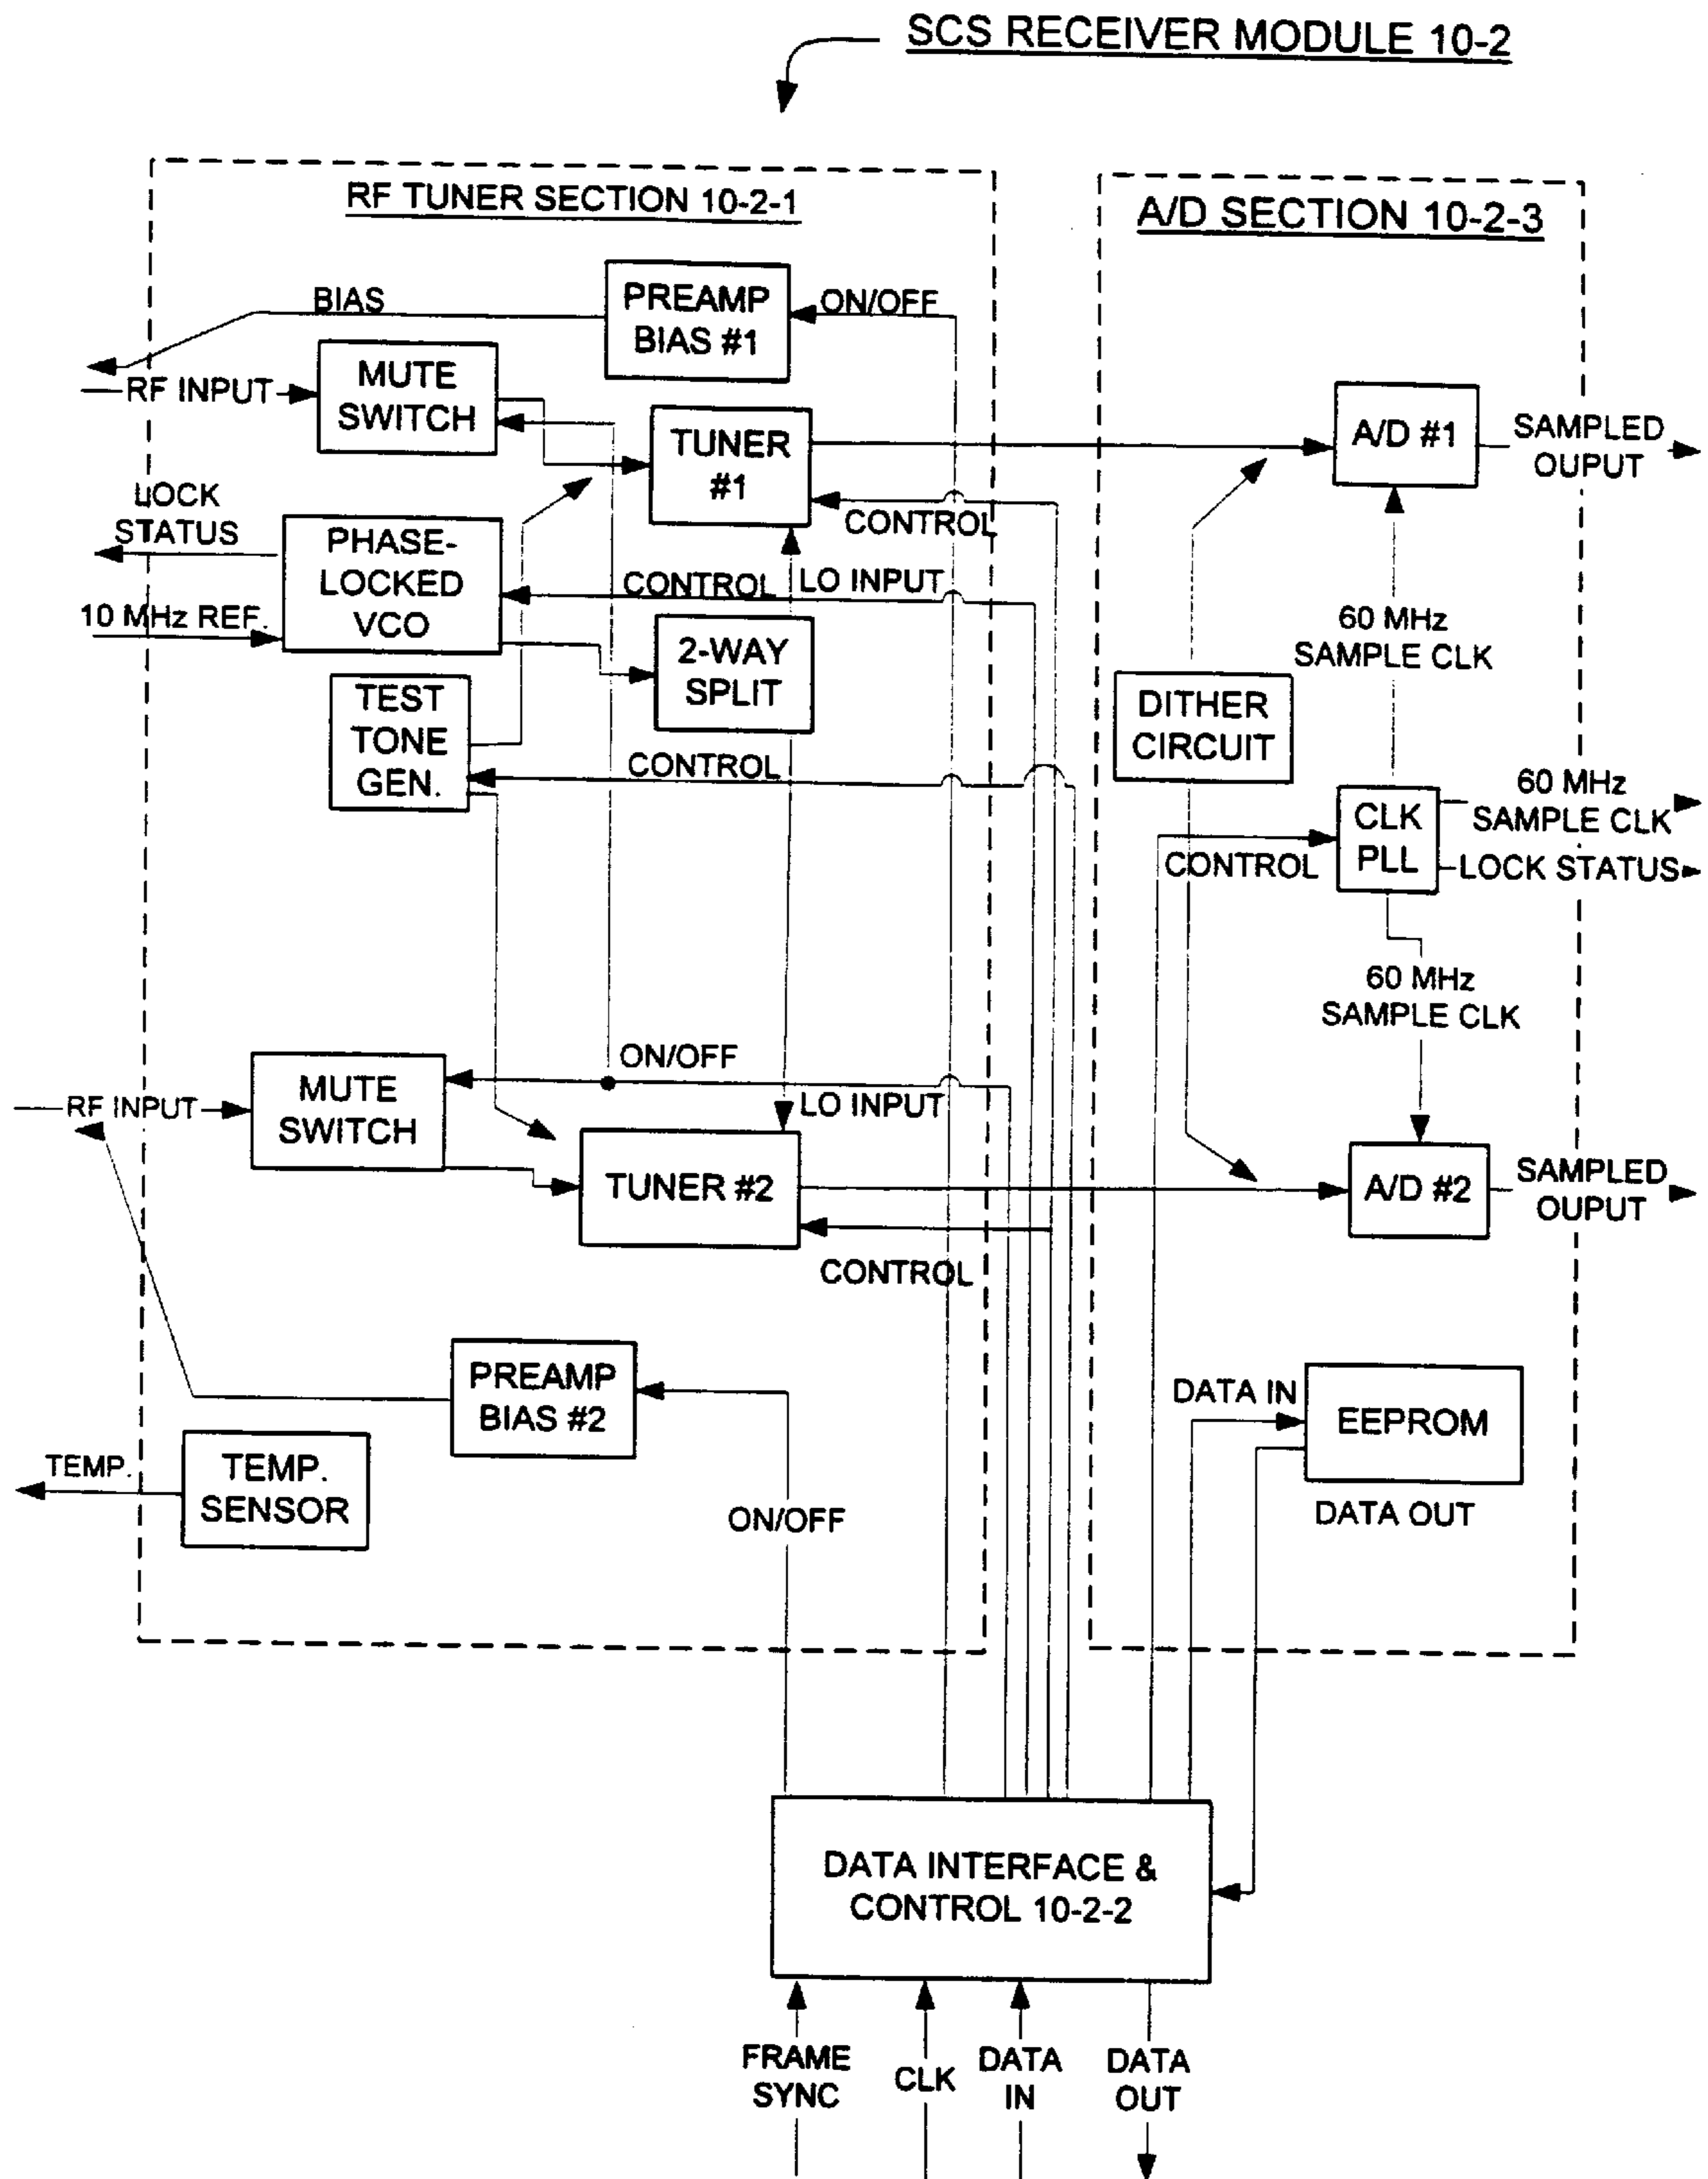 SCS RECEIVER MODULE 10-2
RF TUNER SECTION 10-2-1
A/D SECTION 10-2-3
BIAS
PREAMP
BIAS #1
ON/OFF
RF INPUT
MUTE
SWITCH
TUNER
#1
A/D #1
SAMPLED
OUPUT
LOCK
STATUS
CONTROL
PHASE-
LOCKED
VCO
CONTROL
LO INPUT
10 MHz REF.
2-WAY
SPLIT
60 MHz
SAMPLE CLK
TEST
TONE
GEN.
CONTROL
DITHER
CIRCUIT
CLK
PLL
60 MHz
SAMPLE CLK
CONTROL
LOCK STATUS
60 MHz
SAMPLE CLK
ON/OFF
MUTE
SWITCH
RF INPUT
LO INPUT
TUNER #2
A/D #2
SAMPLED
OUPUT
CONTROL
PREAMP
BIAS #2
DATA IN
EEPROM
TEMP.
TEMP.
SENSOR
ON/OFF
DATA OUT
DATA INTERFACE &
CONTROL 10-2-2
FRAME
SYNC
CLK
DATA
IN
DATA
OUT